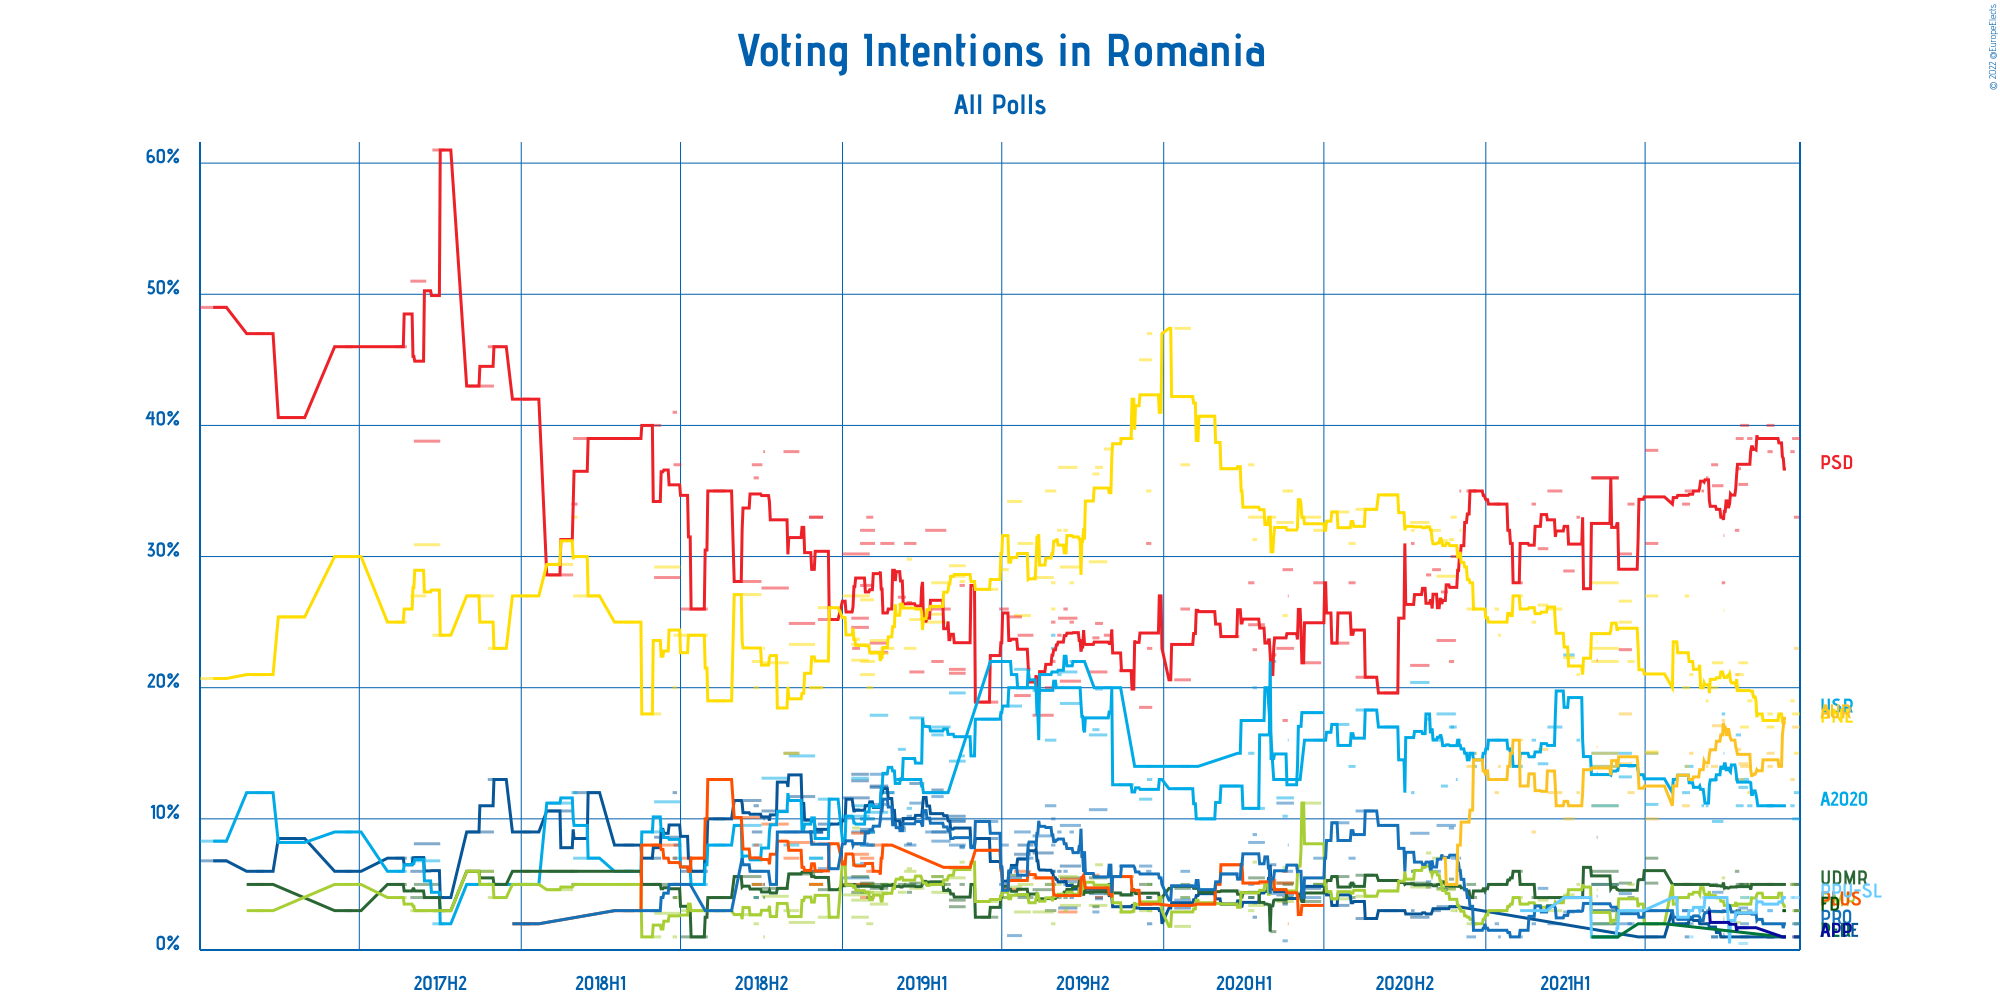 © 2022 @EuropeElects
Voting Intentions in Romania
All Polls
60%
50%
40%
30%
20%
10%
0%
PSD
USR
PNL
A2020
UDMR
PLUS
PRO
2017H2
2018H1
2018H2
2019H1
2019H2
2020H1
2020H2
2021H1